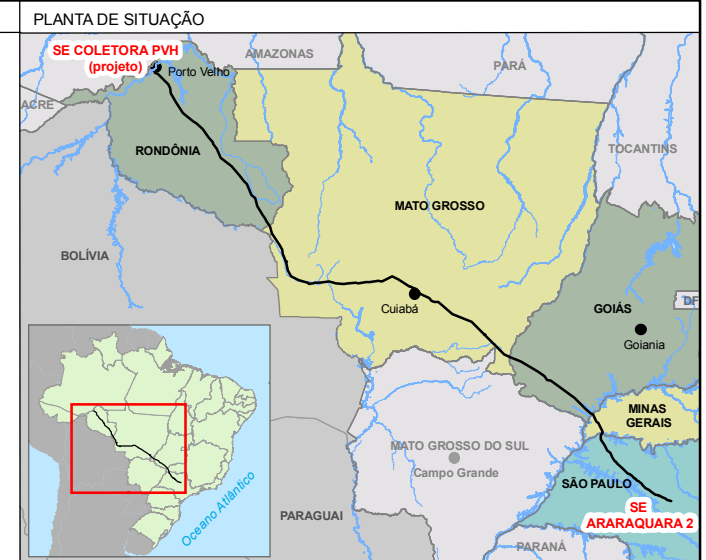 PLANTA DE SITUAÇÃO
SE COLETORA PVH
(projeto)
Porto Velho
AMAZONAS
PARÁ
ACRE
RONDÔNIA
TOCANTINS
MATO GROSSO
BOLÍVIA
Cuiabá
GOIÁS
DF
Goiania
MINAS
GERAIS
MATO GROSSO DO SUL
Campo Grande
SÃO PAULO
SE
ARARAQUARA 2
PARAGUAI
PARANÁ
Oceano Atlântico